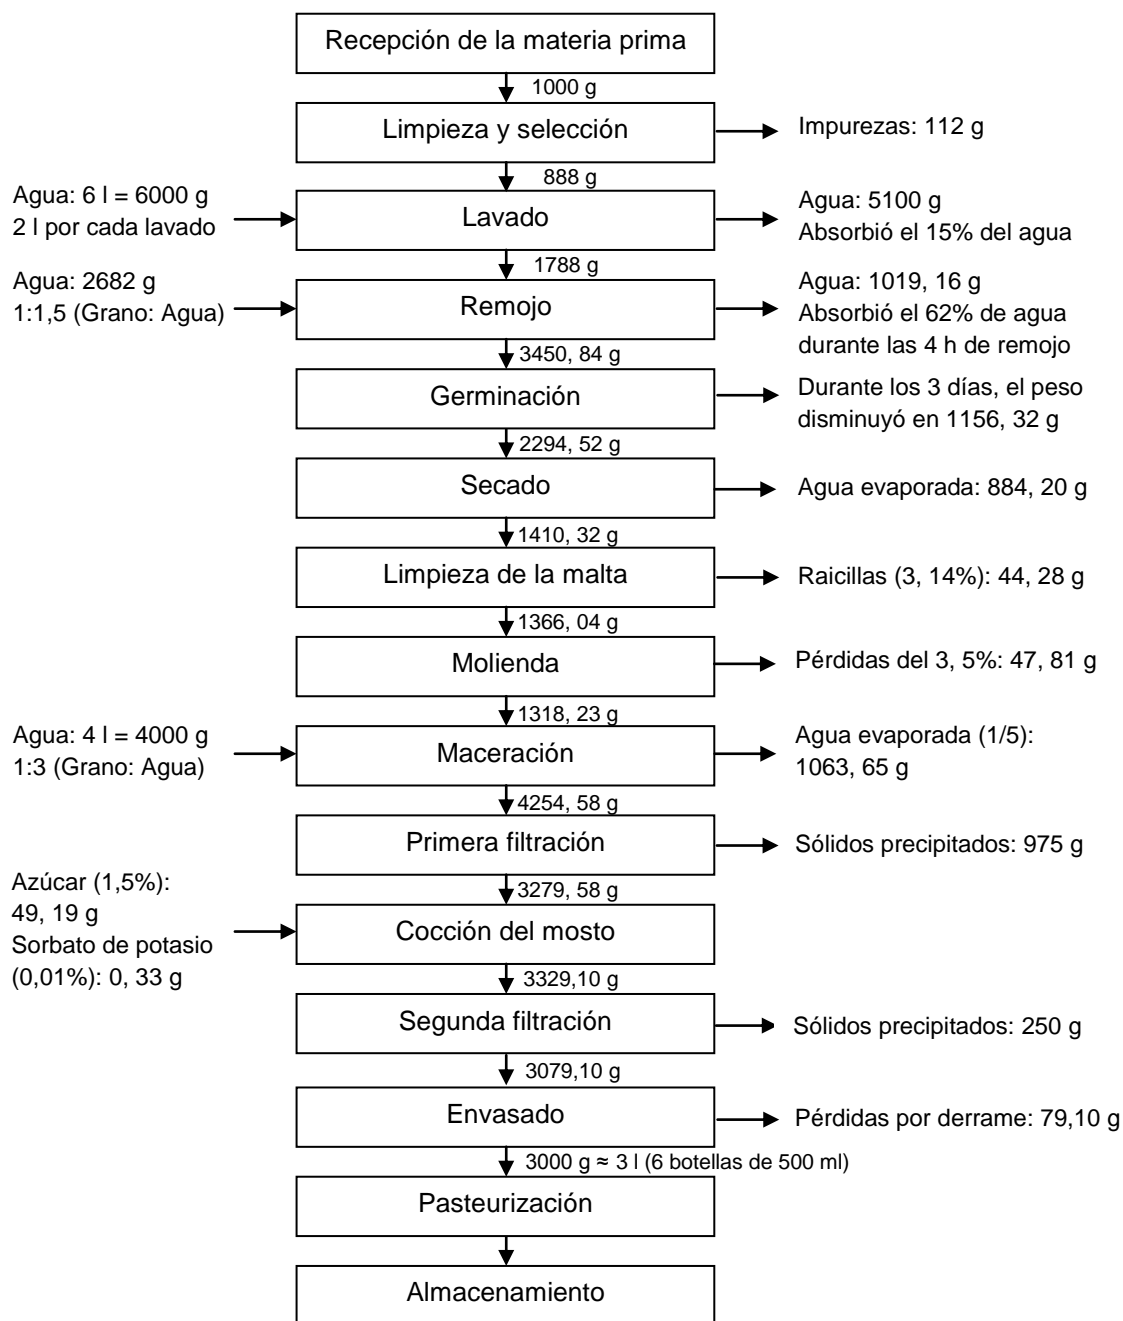 Recepción de la materia prima
1000 g
Limpieza y selección
Impurezas: 112 g
888 g
Agua: 6 l = 6000 g
2 l por cada lavado
Lavado
Agua: 5100 g
Absorbió el 15% del agua
1788 g
Agua: 2682 g
1:1,5 (Grano: Agua)
Remojo
Agua: 1019, 16 g
Absorbió el 62% de agua
durante las 4 h de remojo
3450, 84 g
Germinación
Durante los 3 días, el peso
disminuyó en 1156, 32 g
2294, 52 g
Secado
Agua evaporada: 884, 20 g
1410, 32 g
Limpieza de la malta
Raicillas (3, 14%): 44, 28 g
1366, 04 g
Molienda
Pérdidas del 3, 5%: 47, 81 g
1318, 23 g
Agua: 4 l = 4000 g
1:3 (Grano: Agua)
Maceración
Agua evaporada (1/5):
1063, 65 g
4254, 58 g
Primera filtración
Sólidos precipitados: 975 g
3279, 58 g
Azúcar (1,5%):
49, 19 g
Sorbato de potasio
(0,01%): 0, 33 g
Cocción del mosto
3329,10 g
Segunda filtración
Sólidos precipitados: 250 g
3079,10 g
Envasado
Pérdidas por derrame: 79,10 g
3000 g ≈ 3 l (6 botellas de 500 ml)
Pasteurización
Almacenamiento